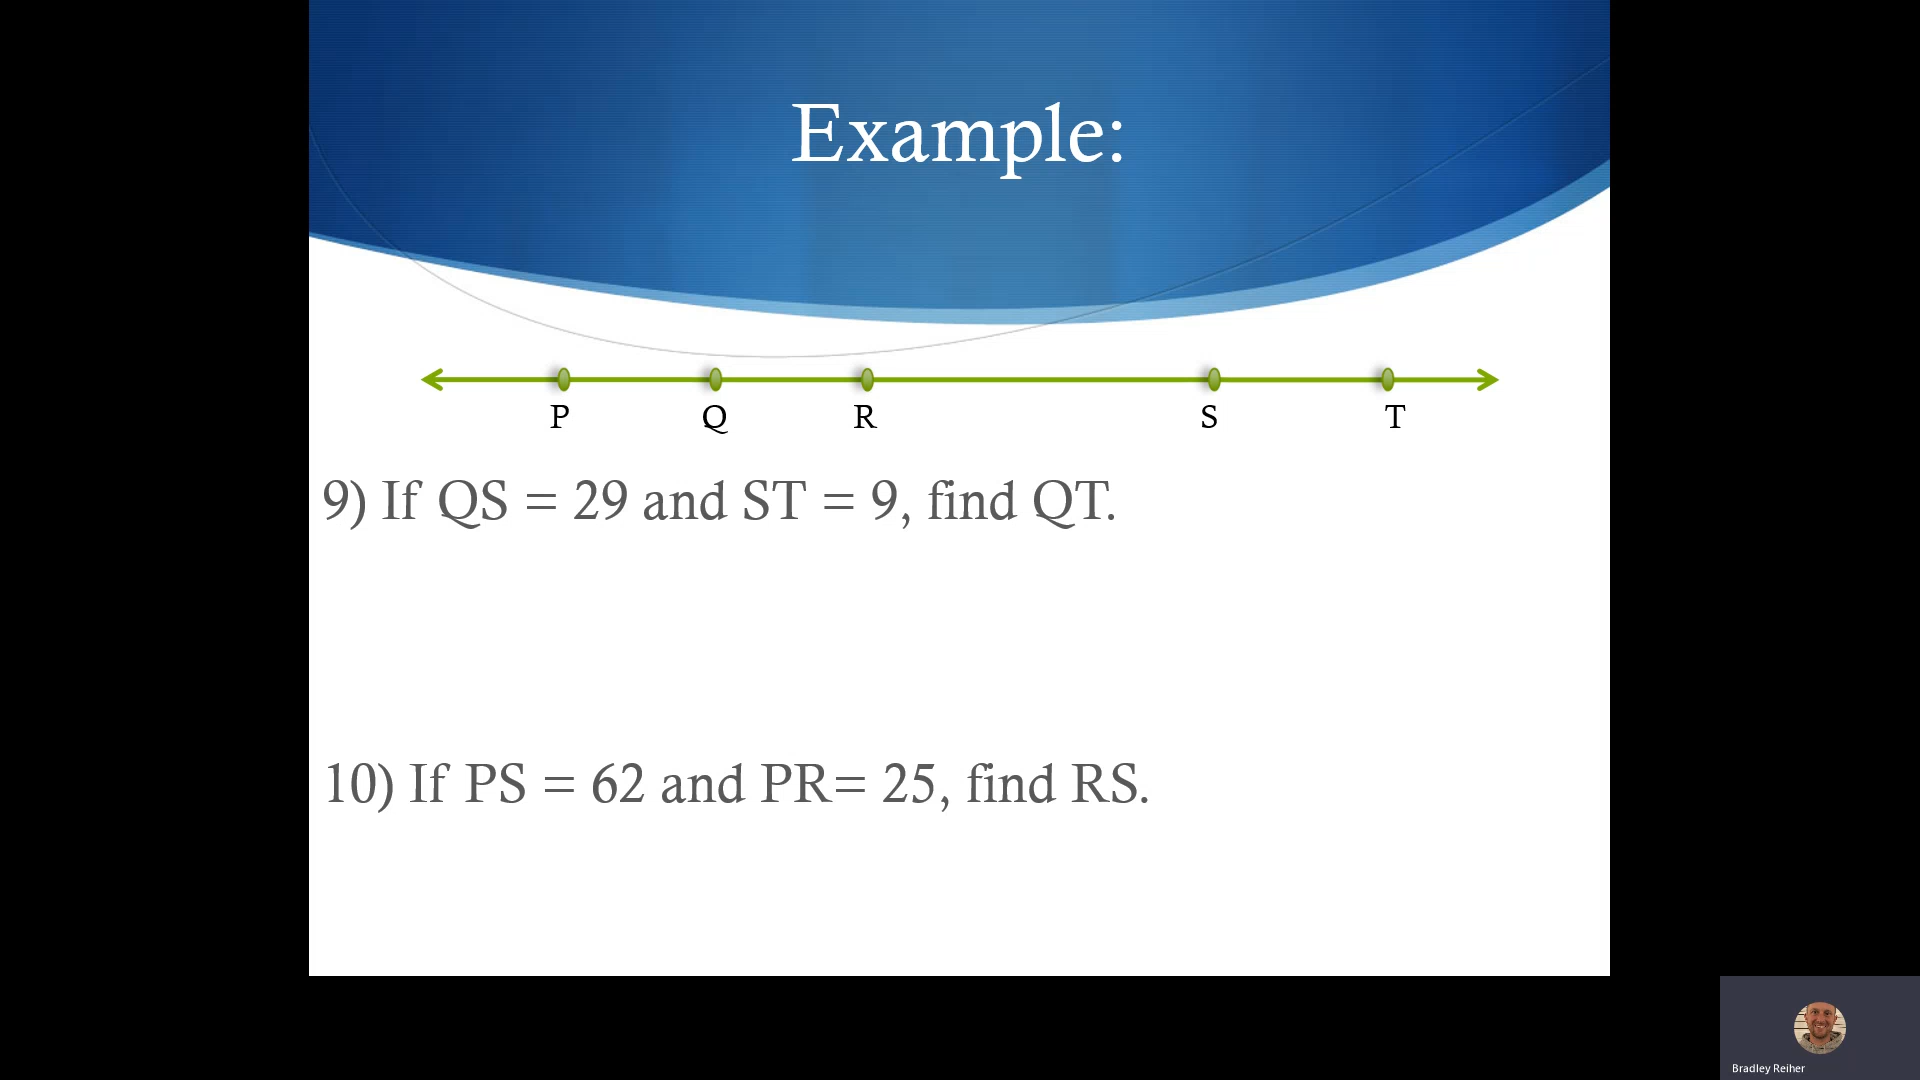 Example:
P Q R S T
9) If QS = 29 and ST = 9, find QT.
10) If PS = 62 and PR= 25, find RS.
Bradley Reiher